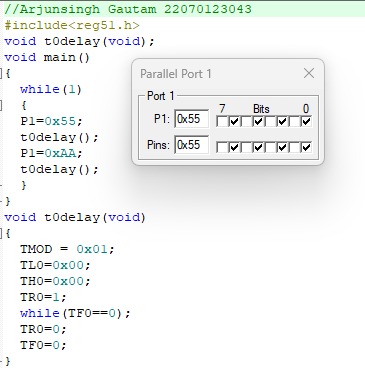 //Arjunsingh Gautam 22070123043
#include<reg51.h>
void t0delay(void);
void main()
{
while(1)
{
P1=0x55;
t0delay();
P1=0xAA;
t0delay();
}
}
void t0delay(void)
{
TMOD = 0x01;
TL0=0x00;
TH0=0x00;
TR0=1;
while(TF0==0);
TR0=0;
TF0=0;
}
Parallel Port 1
Port 1
7 Bits 0
P1: 0x55
Pins: 0x55